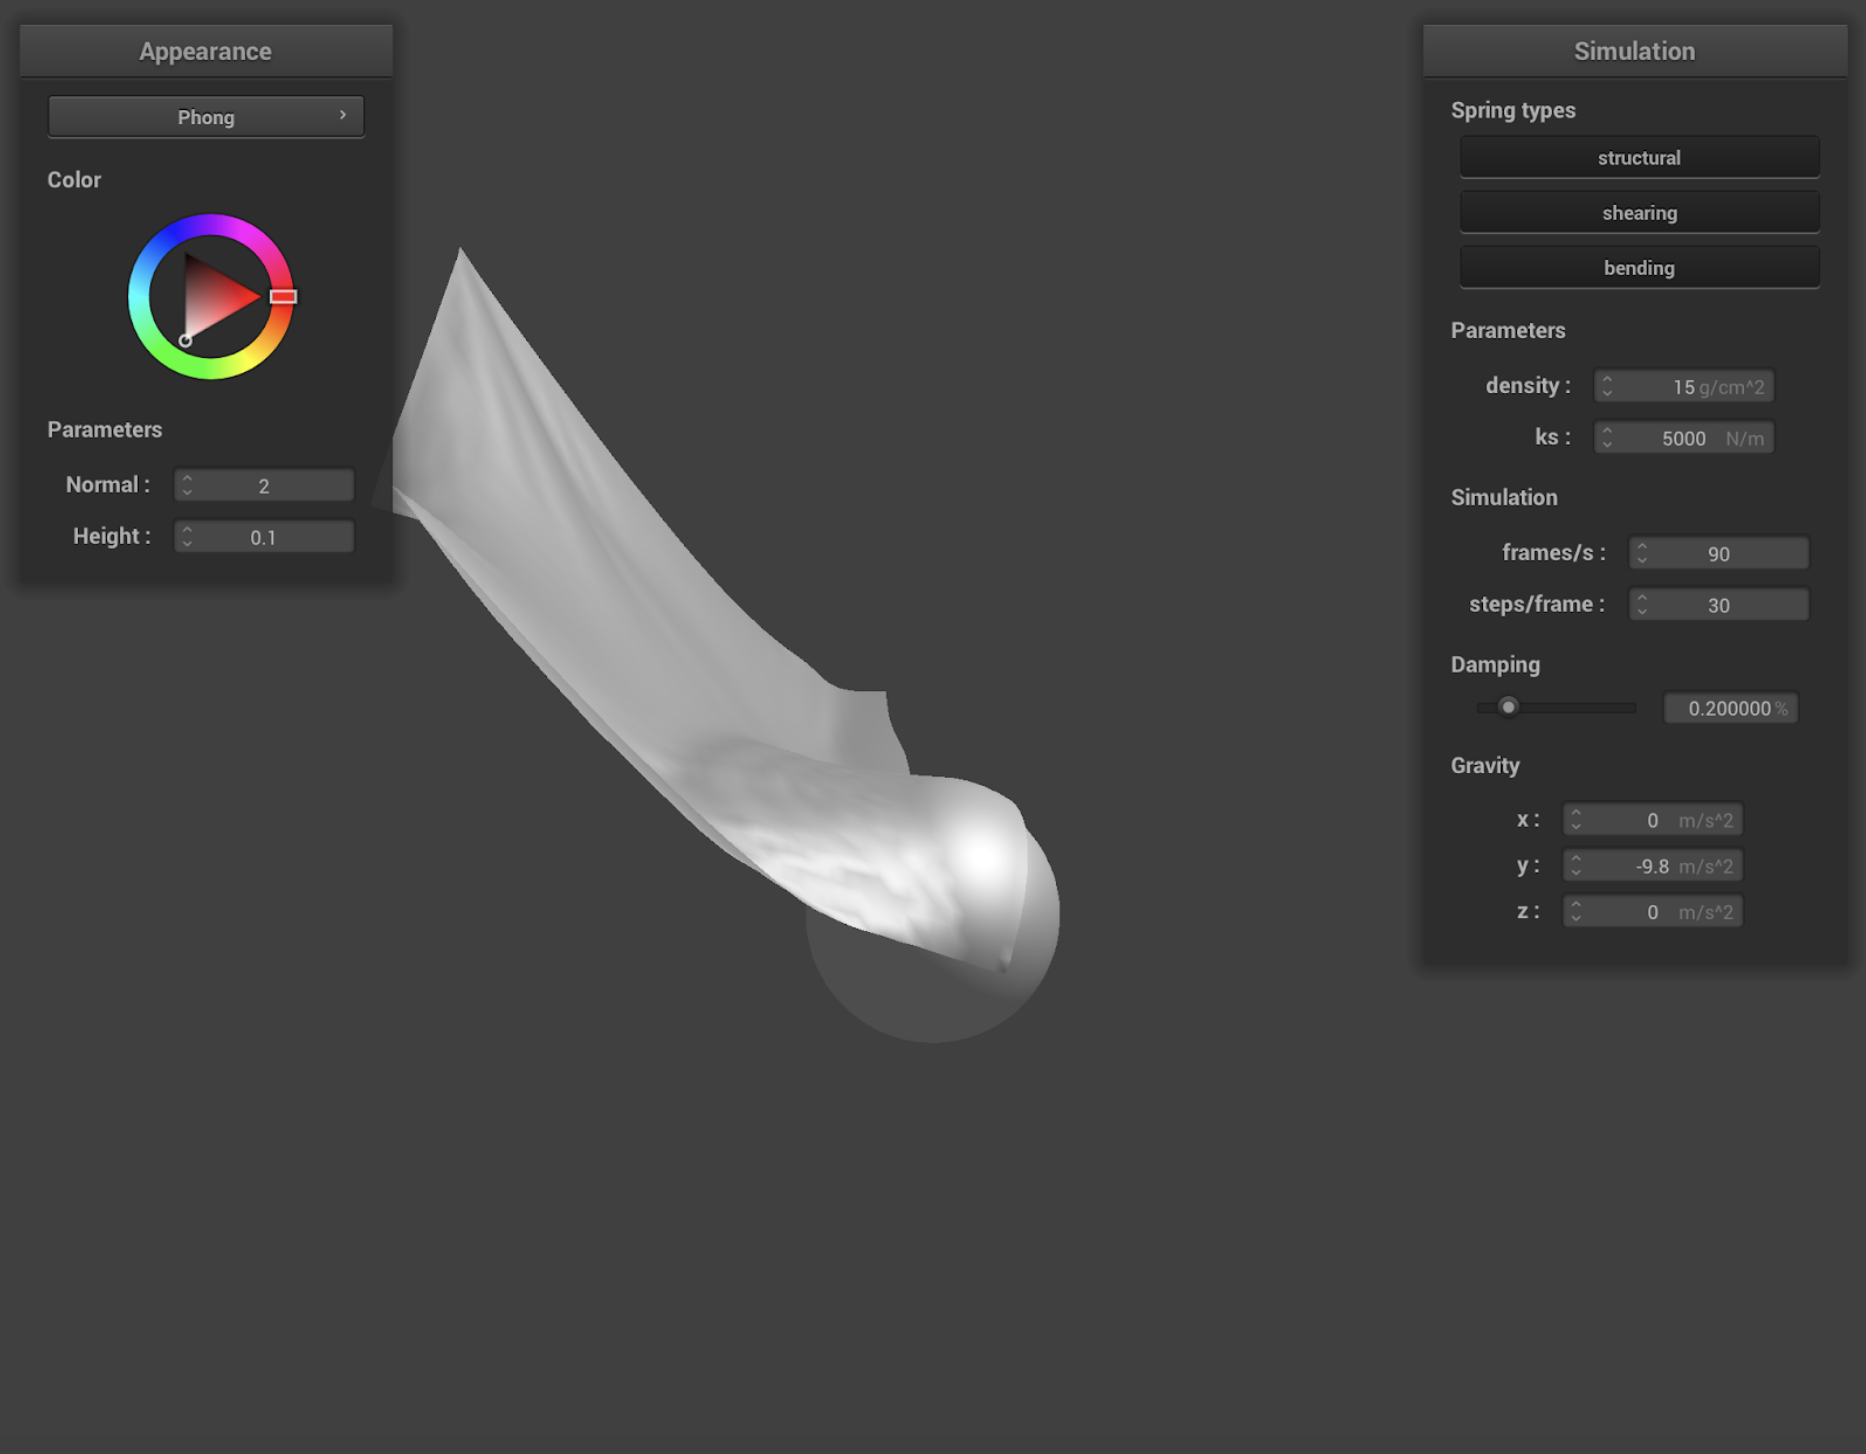 Appearance
Phong
Color
Parameters
Normal : 2
Height : 0.1
Simulation
Spring types
structural
shearing
bending
Parameters
density : 15 g/cm^2
ks : 5000 N/m
Simulation
frames/s : 90
steps/frame : 30
Damping
0.200000 %
Gravity
x : 0 m/s^2
y : -9.8 m/s^2
z : 0 m/s^2